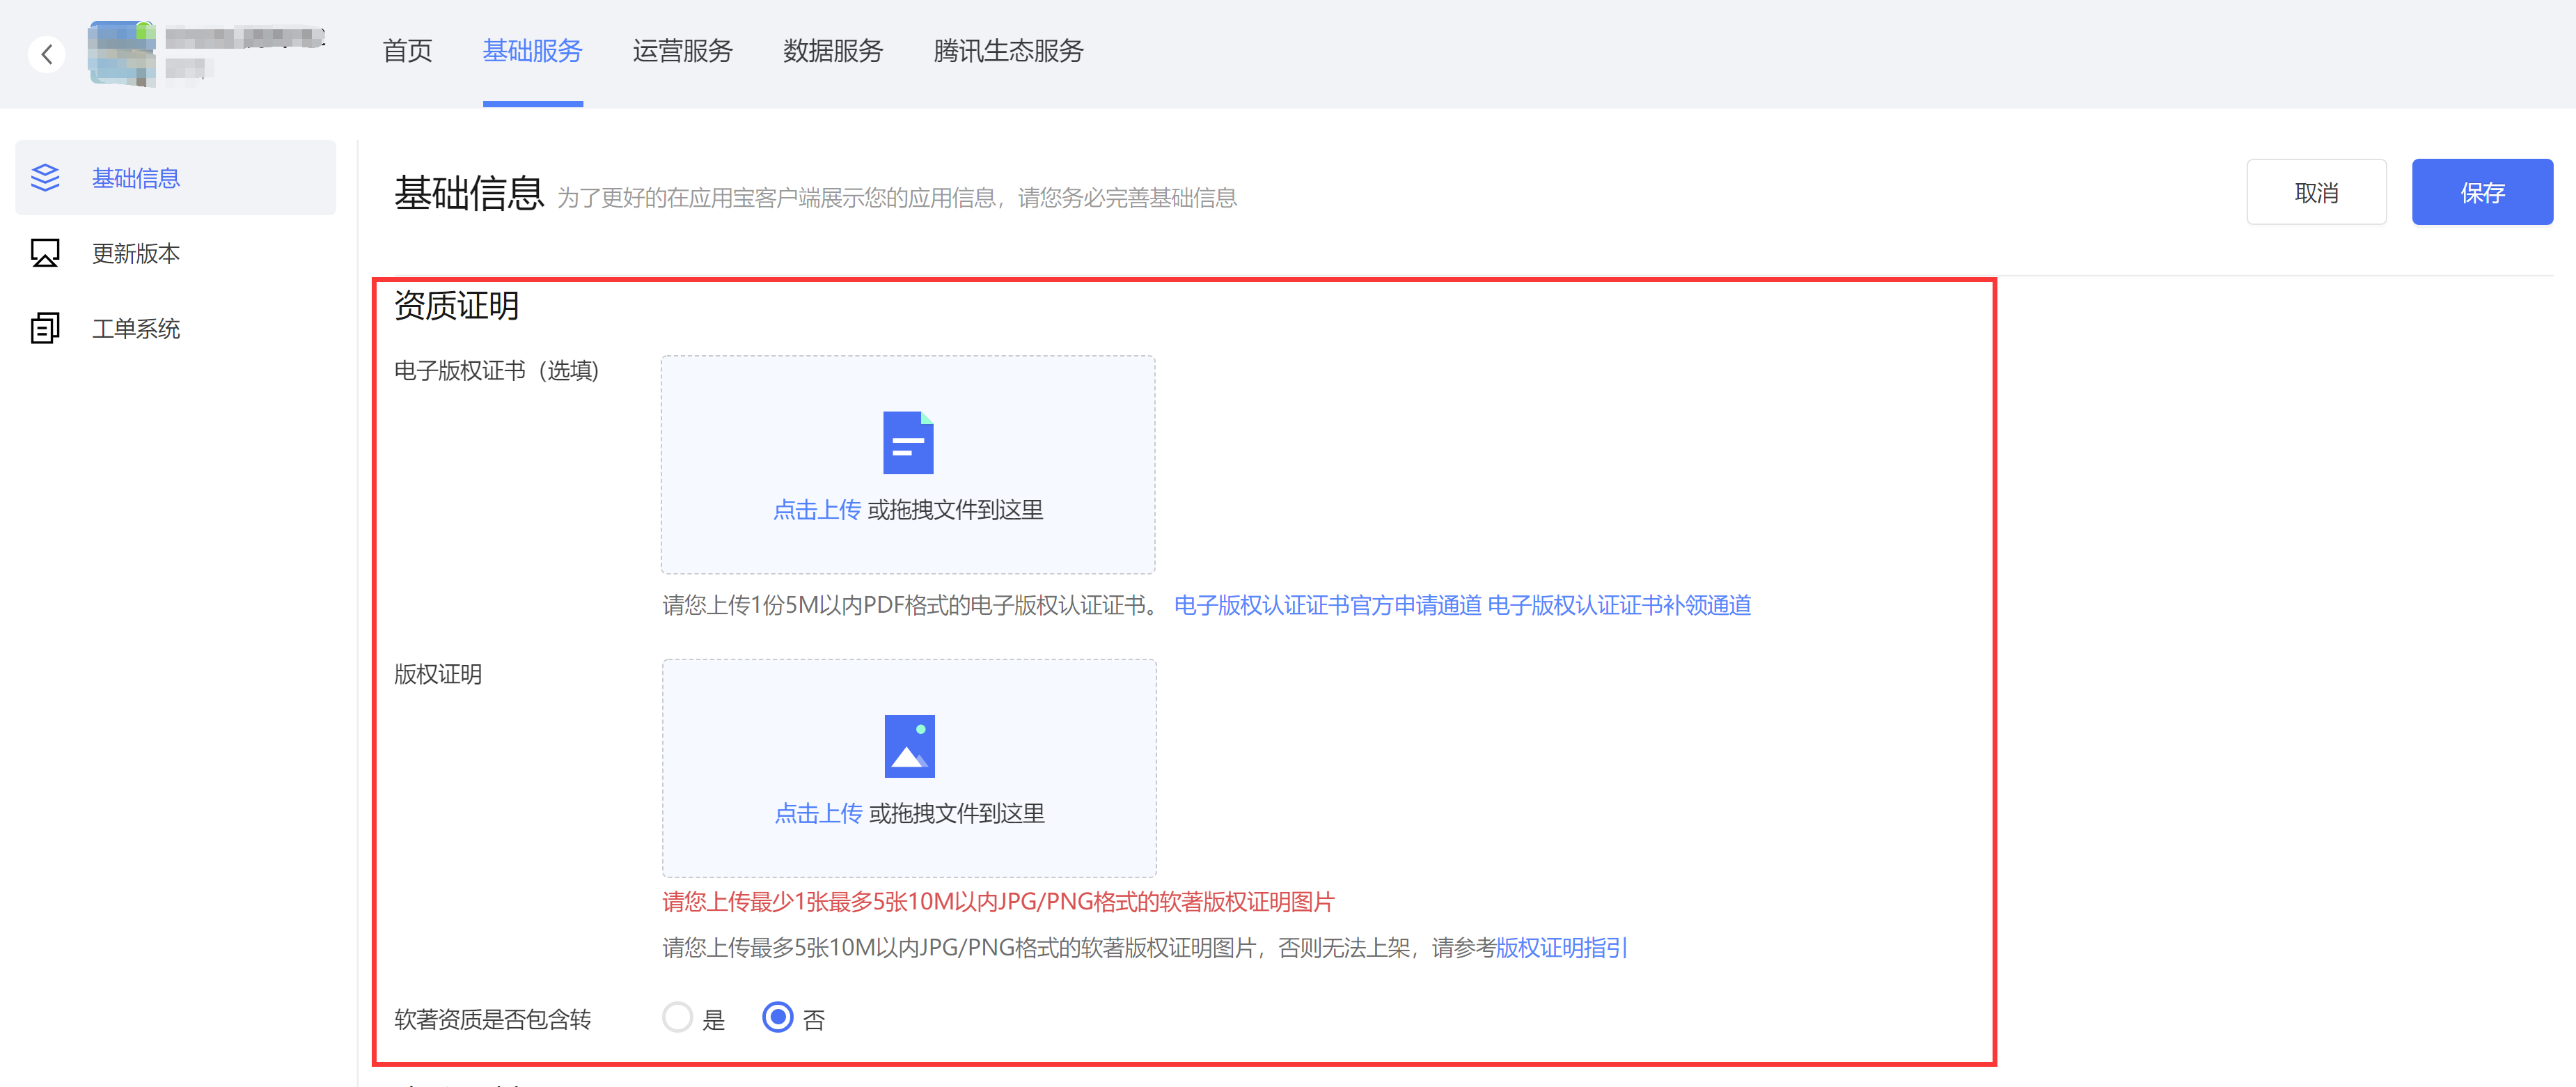 首页 基础服务 运营服务 数据服务 腾讯生态服务
基础信息
更新版本
工单系统
基础信息 为了更好的在应用宝客户端展示您的应用信息，请您务必完善基础信息
取消 保存
资质证明
电子版权证书（选填)
点击上传 或拖拽文件到这里
请您上传1份5M以内PDF格式的电子版权认证证书。 电子版权认证证书官方申请通道 电子版权认证证书补领通道
版权证明
点击上传 或拖拽文件到这里
请您上传最少1张最多5张10M以内JPG/PNG格式的软著版权证明图片
请您上传最多5张10M以内JPG/PNG格式的软著版权证明图片，否则无法上架，请参考版权证明指引
软著资质是否包含转 是 否